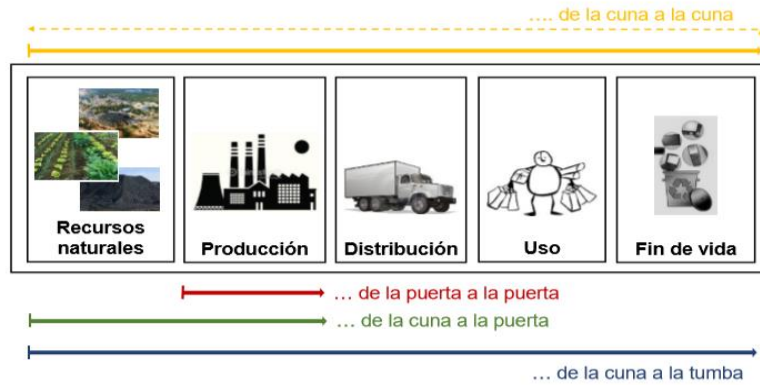 …. de la cuna a la cuna
Recursos
naturales
Producción
Distribución
Uso
Fin de vida
… de la puerta a la puerta
… de la cuna a la puerta
… de la cuna a la tumba